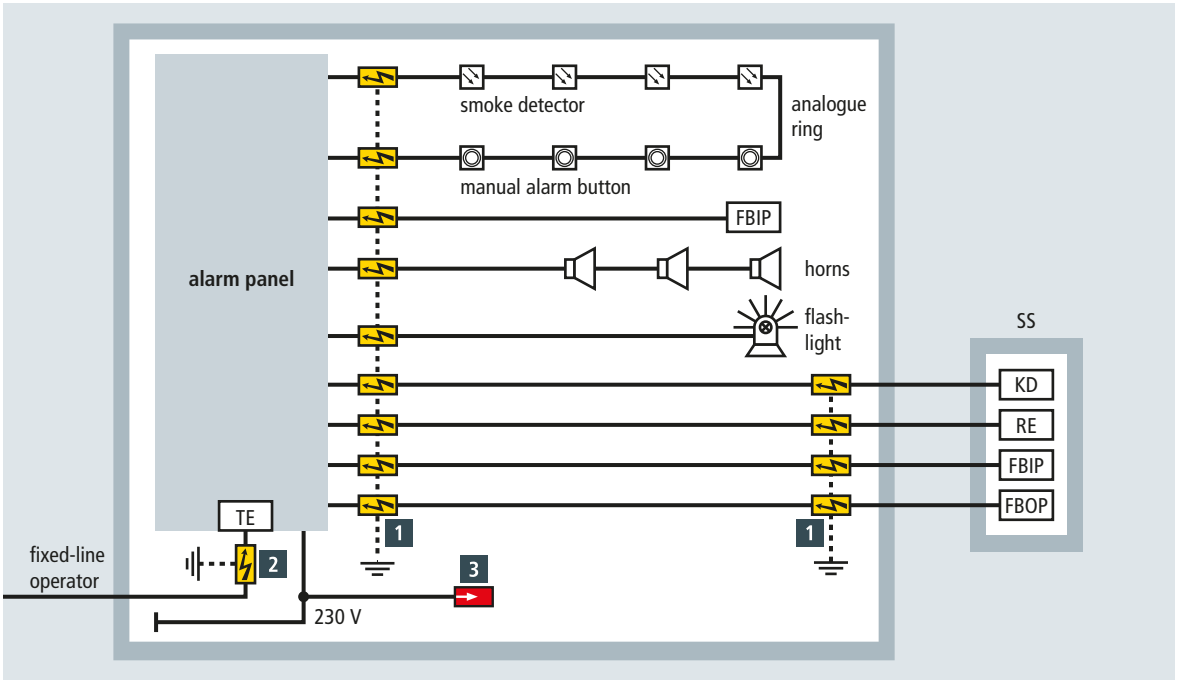 smoke detector
analogue
ring
manual alarm button
FBIP
alarm panel
horns
flash-
light
SS
KD
RE
FBIP
FBOP
TE
1
1
fixed-line
operator
2
3
230 V